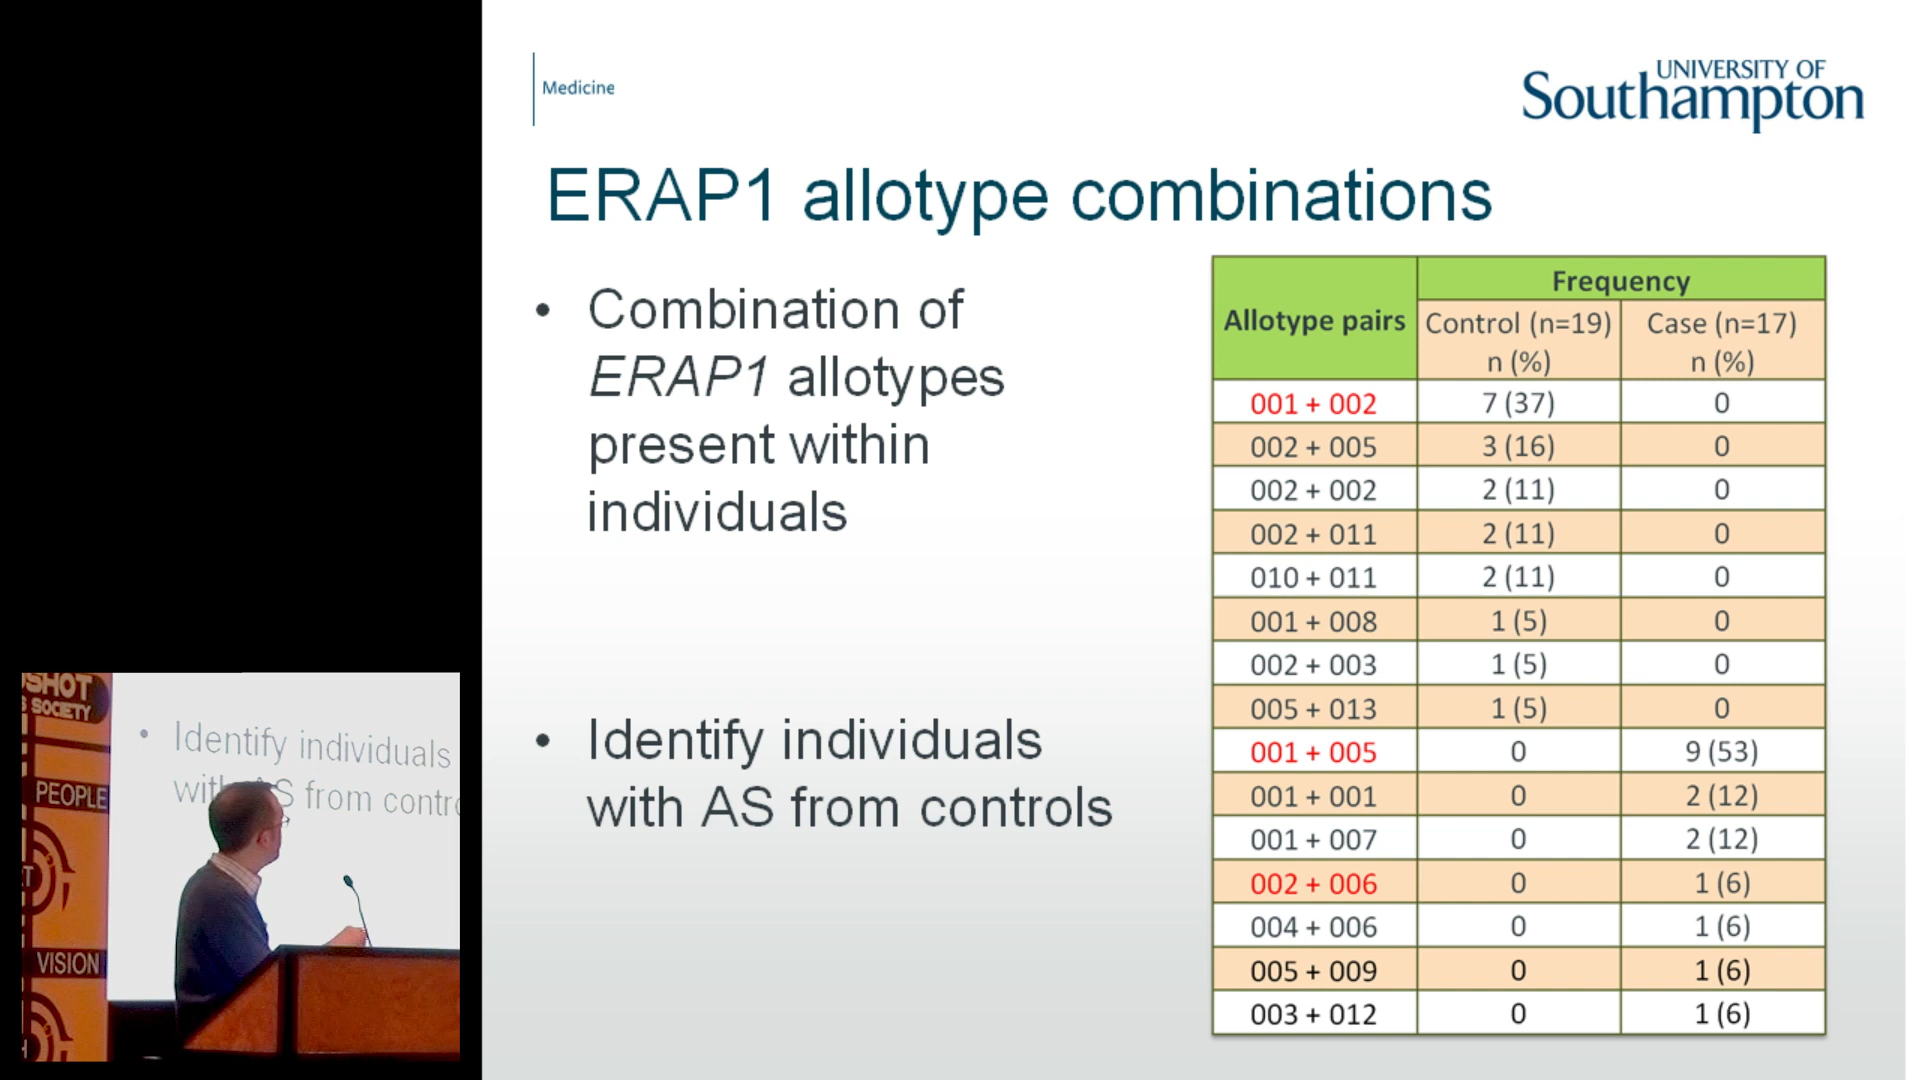 Medicine
UNIVERSITY OF
Southampton
ERAP1 allotype combinations
• Combination of
ERAP1 allotypes
present within
individuals
• Identify individuals
with AS from controls
Allotype pairs
Frequency
Control (n=19)
n (%)
Case (n=17)
n (%)
001 + 002 7 (37) 0
002 + 005 3 (16) 0
002 + 002 2 (11) 0
002 + 011 2 (11) 0
010 + 011 2 (11) 0
001 + 008 1 (5) 0
002 + 003 1 (5) 0
005 + 013 1 (5) 0
001 + 005 0 9 (53)
001 + 001 0 2 (12)
001 + 007 0 2 (12)
002 + 006 0 1 (6)
004 + 006 0 1 (6)
005 + 009 0 1 (6)
003 + 012 0 1 (6)
SOCIETY
PEOPLE
VISION
• Identify individuals
from